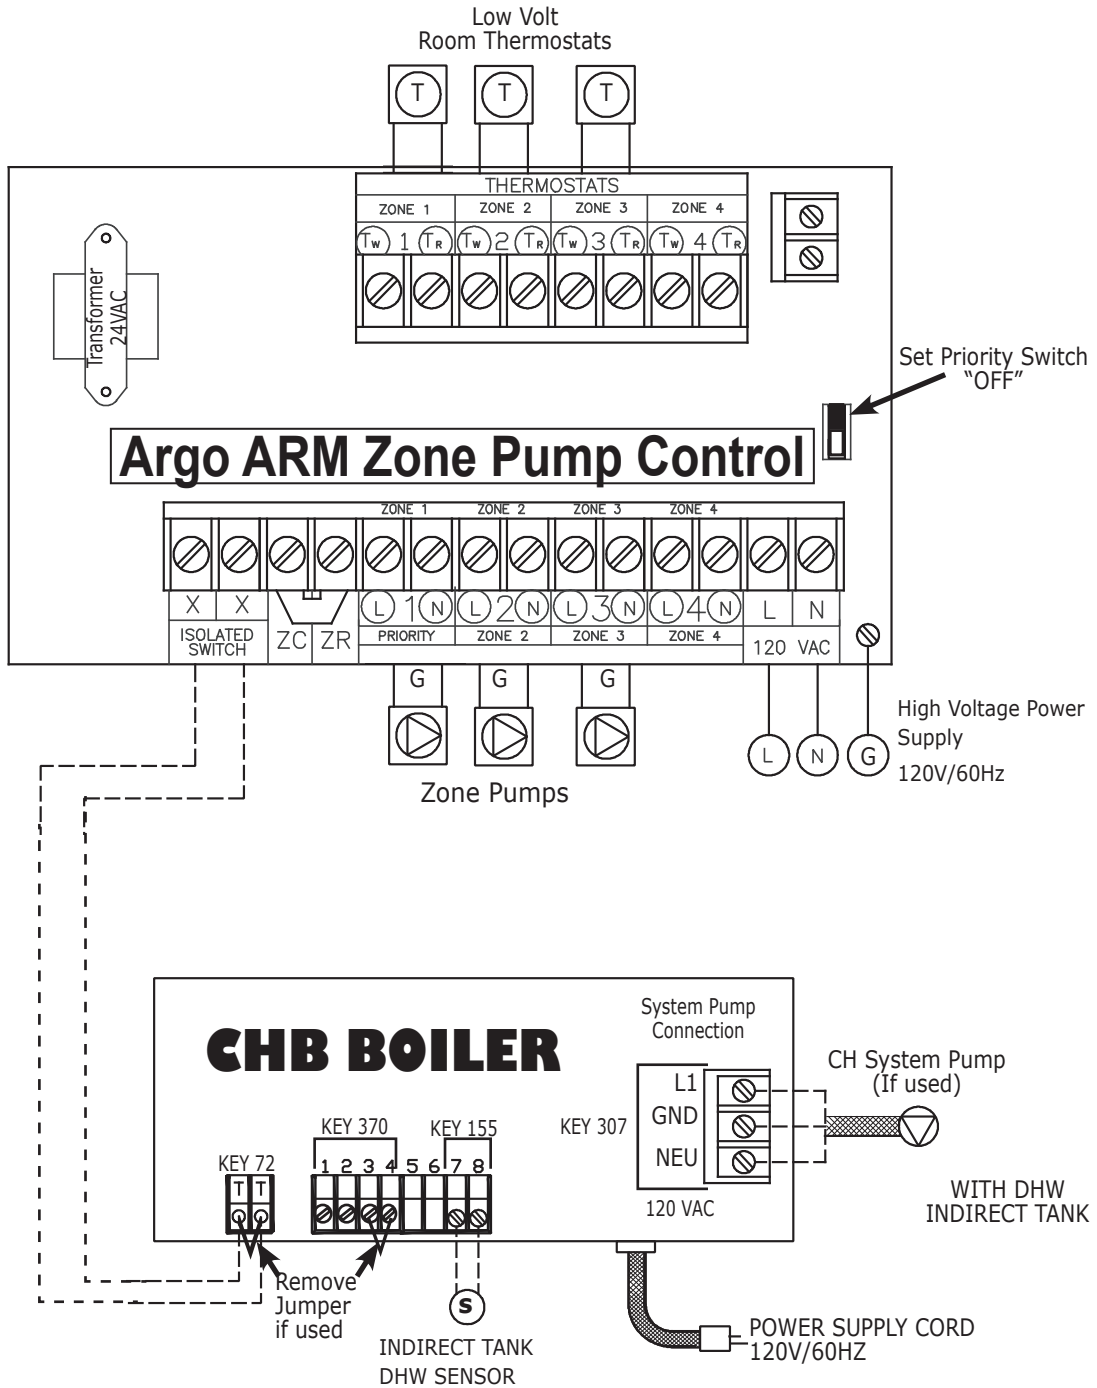 Low Volt
Room Thermostats
T T T
THERMOSTATS
ZONE 1 ZONE 2 ZONE 3 ZONE 4
Tw 1 TR Tw 2 TR Tw 3 TR Tw 4 TR
Transformer
24VAC
Set Priority Switch
“OFF”
Argo ARM Zone Pump Control
ZONE 1 ZONE 2 ZONE 3 ZONE 4
X X L 1 N L 2 N L 3 N L 4 N L N
ISOLATED
SWITCH
ZC ZR
PRIORITY ZONE 2 ZONE 3 ZONE 4
120 VAC
G G G
Zone Pumps
L N G
High Voltage Power
Supply
120V/60Hz
CHB BOILER
System Pump
Connection
L1
GND
NEU
KEY 307
120 VAC
CH System Pump
(If used)
KEY 370
KEY 155
KEY 72
1 2 3 4 5 6 7 8
T T
WITH DHW
INDIRECT TANK
Remove
Jumper
if used
S
INDIRECT TANK
DHW SENSOR
POWER SUPPLY CORD
120V/60HZ